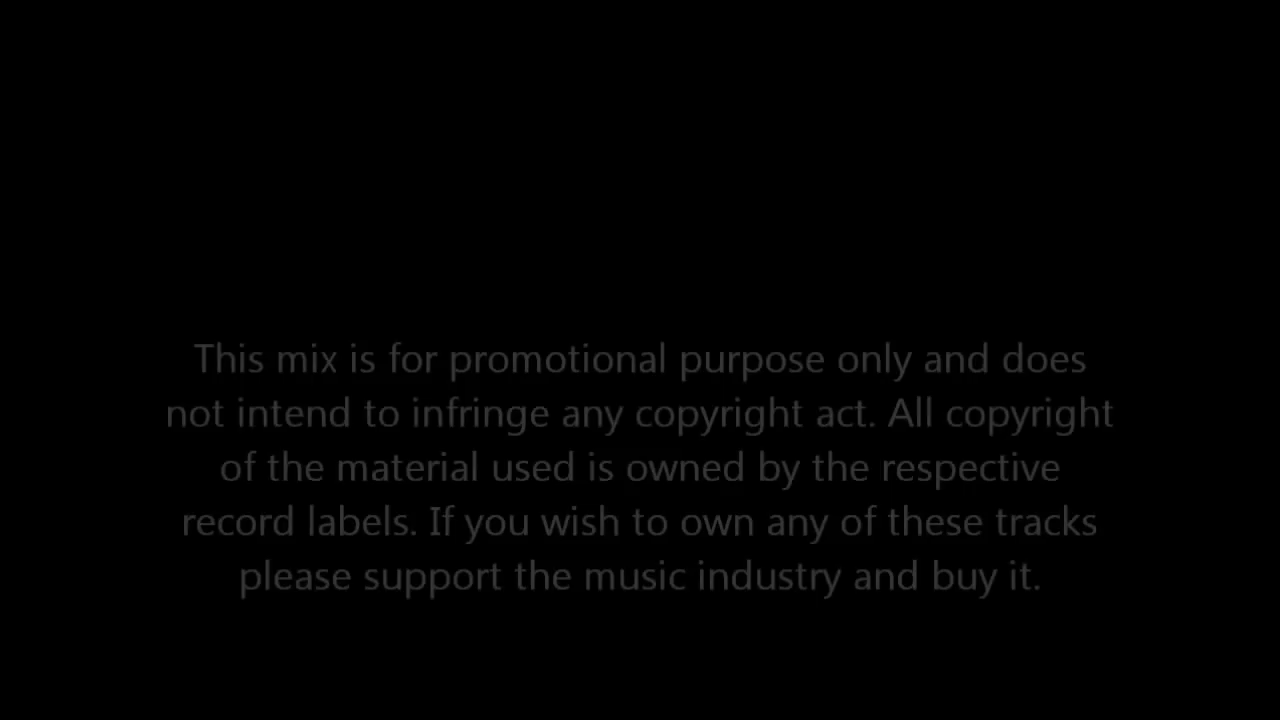 This mix is for promotional purpose only and does
not intend to infringe any copyright act. All copyright
of the material used is owned by the respective
record labels. If you wish to own any of these tracks
please support the music industry and buy it.